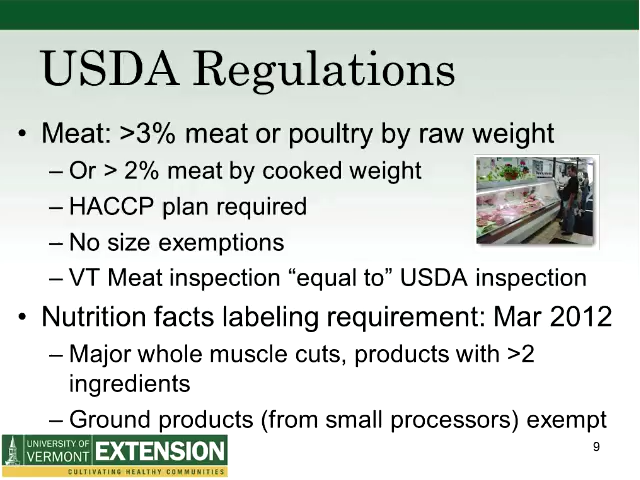 USDA Regulations
• Meat: >3% meat or poultry by raw weight
– Or > 2% meat by cooked weight
– HACCP plan required
– No size exemptions
– VT Meat inspection “equal to” USDA inspection
• Nutrition facts labeling requirement: Mar 2012
– Major whole muscle cuts, products with >2
ingredients
– Ground products (from small processors) exempt
UNIVERSITY OF
VERMONT EXTENSION
CULTIVATING HEALTHY COMMUNITIES
9